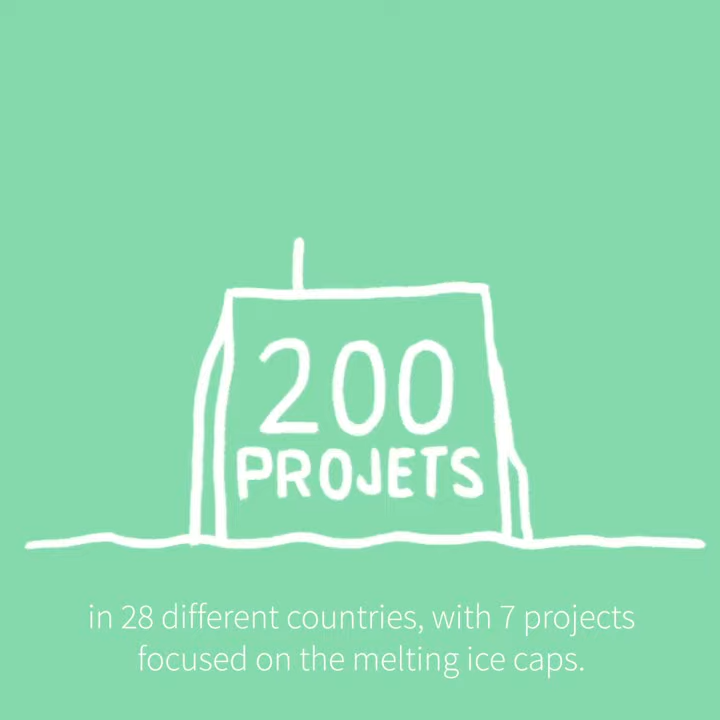 200
PROJETS
in 28 different countries, with 7 projects
focused on the melting ice caps.